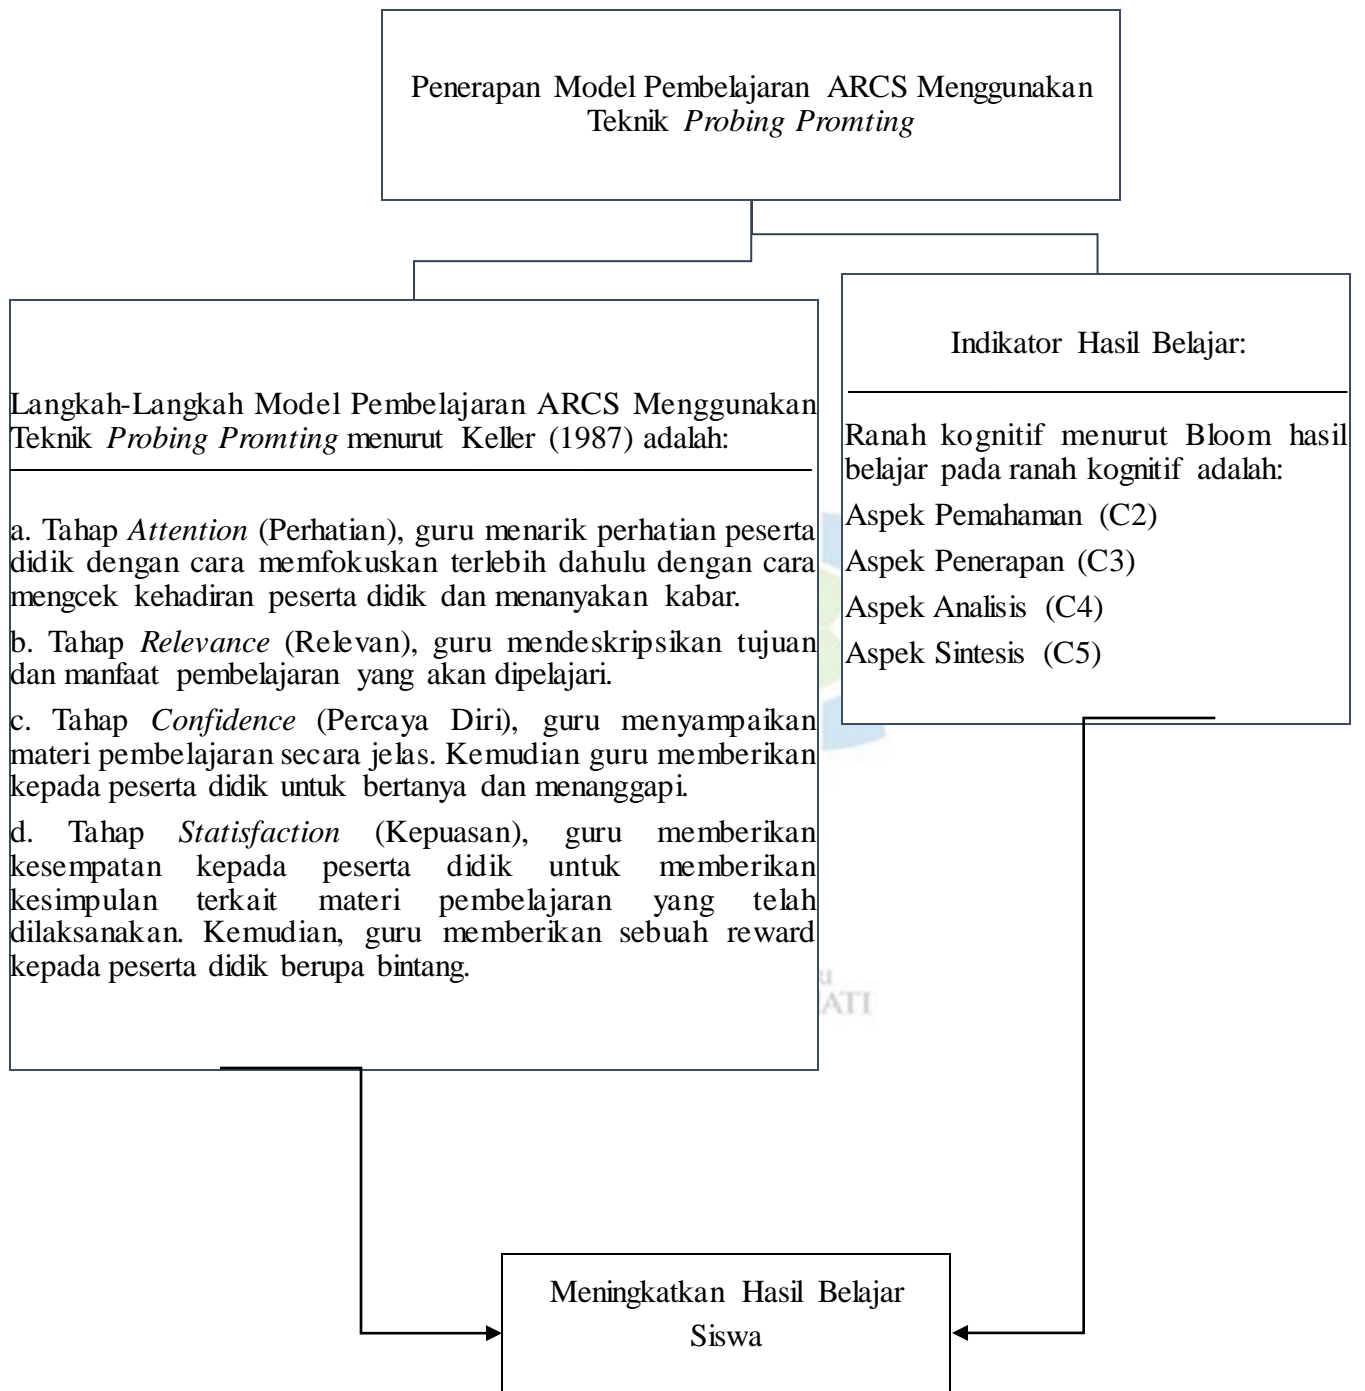 Penerapan Model Pembelajaran ARCS Menggunakan
Teknik Probing Promting
Langkah-Langkah Model Pembelajaran ARCS Menggunakan
Teknik Probing Promting menurut Keller (1987) adalah:
a. Tahap Attention (Perhatian), guru menarik perhatian peserta
didik dengan cara memfokuskan terlebih dahulu dengan cara
mengcek kehadiran peserta didik dan menanyakan kabar.
b. Tahap Relevance (Relevan), guru mendeskripsikan tujuan
dan manfaat pembelajaran yang akan dipelajari.
c. Tahap Confidence (Percaya Diri), guru menyampaikan
materi pembelajaran secara jelas. Kemudian guru memberikan
kepada peserta didik untuk bertanya dan menanggapi.
d. Tahap Statisfaction (Kepuasan), guru memberikan
kesempatan kepada peserta didik untuk memberikan
kesimpulan terkait materi pembelajaran yang telah
dilaksanakan. Kemudian, guru memberikan sebuah reward
kepada peserta didik berupa bintang.
Indikator Hasil Belajar:
Ranah kognitif menurut Bloom hasil
belajar pada ranah kognitif adalah:
Aspek Pemahaman (C2)
Aspek Penerapan (C3)
Aspek Analisis (C4)
Aspek Sintesis (C5)
ATI
Meningkatkan Hasil Belajar
Siswa